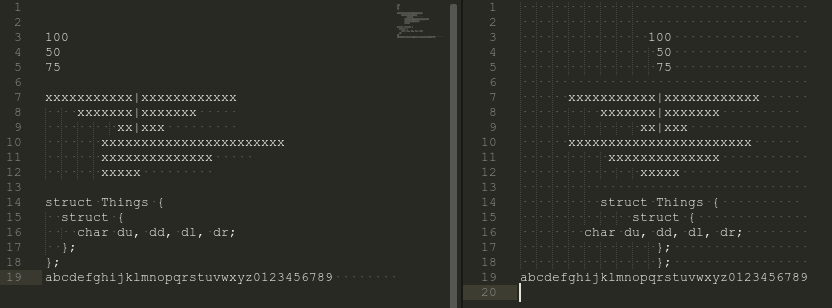 1
2
3 100
4 50
5 75
6
7 xxxxxxxxxxx|xxxxxxxxxxxx
8 xxxxxxx|xxxxxxx
9 xx|xxx
10 xxxxxxxxxxxxxxxxxxxxxxx
11 xxxxxxxxxxxxxx
12 xxxxx
13
14 struct Things {
15 struct {
16 char du, dd, dl, dr;
17 };
18 };
19 abcdefghijklmnopqrstuvwxyz0123456789
1
2
3 100
4 50
5 75
6
7 xxxxxxxxxxx|xxxxxxxxxxxx
8 xxxxxxx|xxxxxxx
9 xx|xxx
10 xxxxxxxxxxxxxxxxxxxxxxx
11 xxxxxxxxxxxxxx
12 xxxxx
13
14 struct Things {
15 struct {
16 char du, dd, dl, dr;
17 };
18 };
19 abcdefghijklmnopqrstuvwxyz0123456789
20